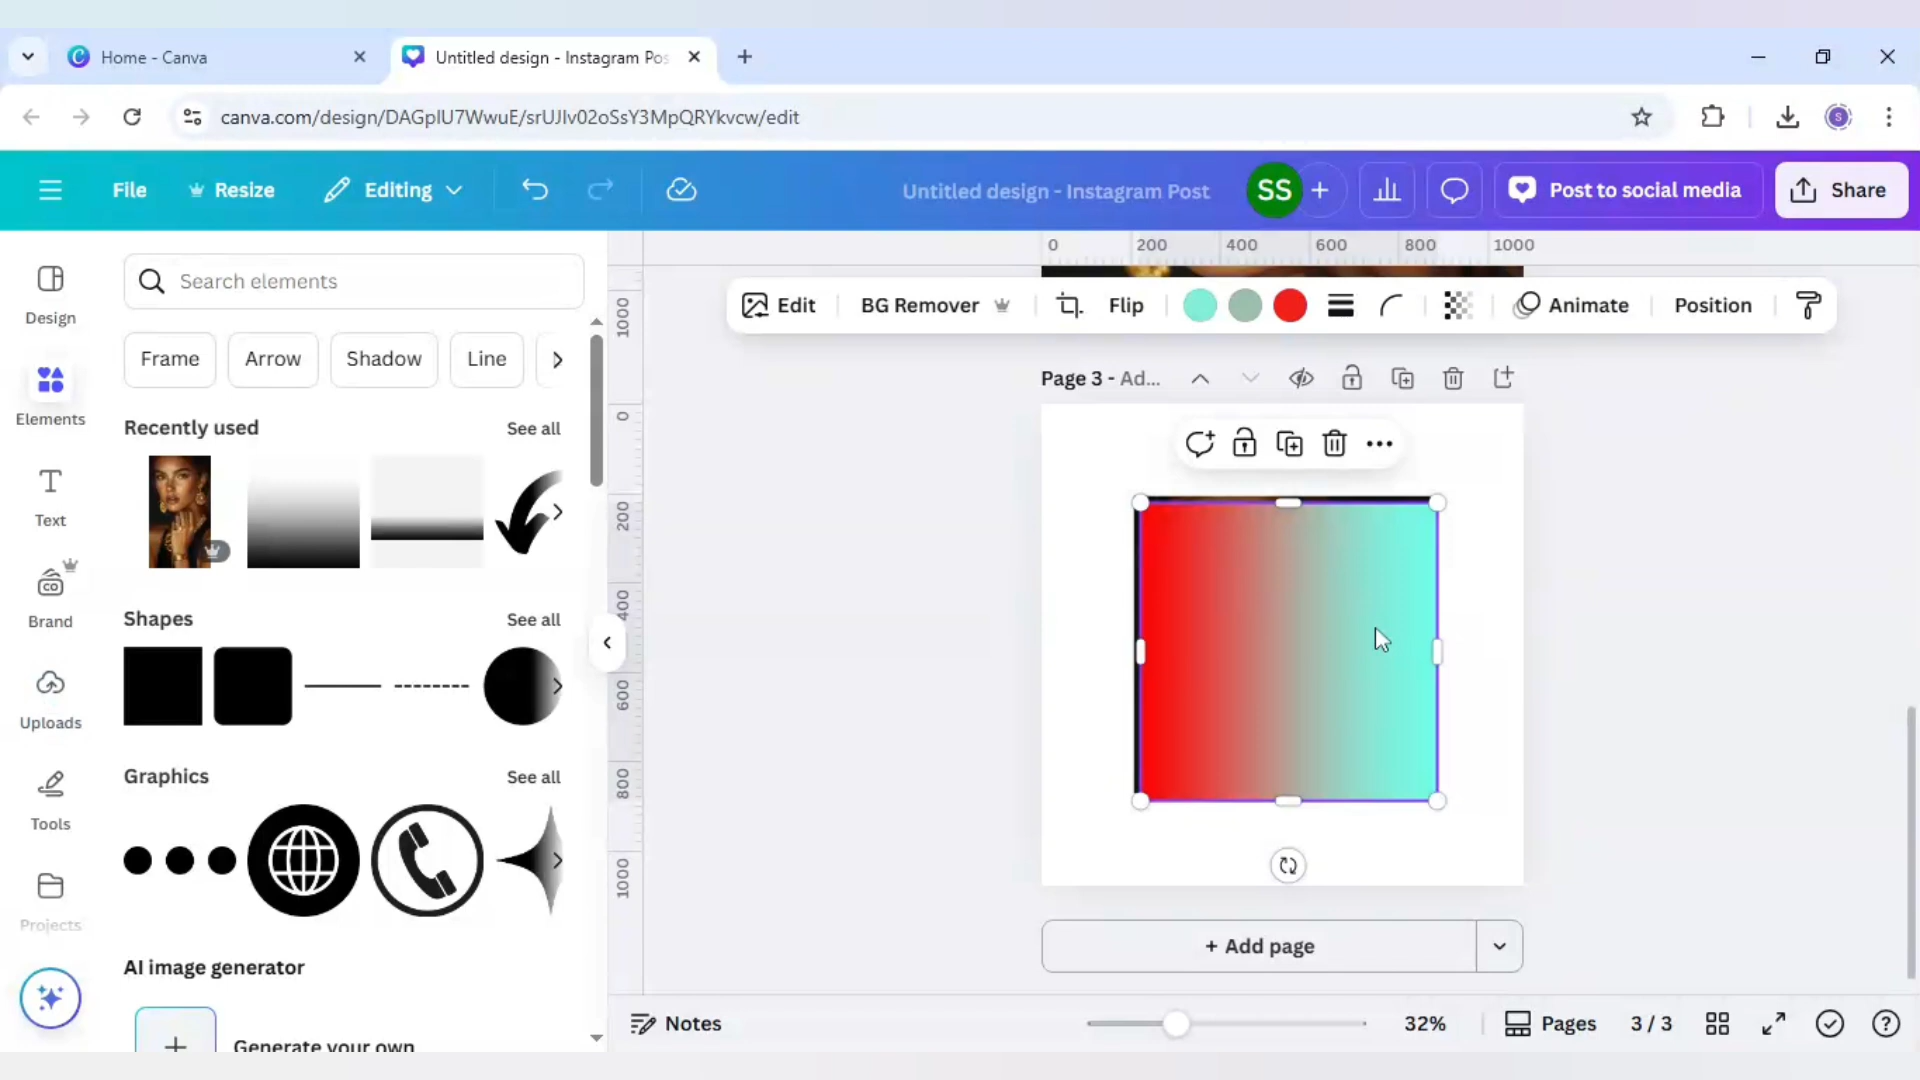 Home - Canva
Untitled design - Instagram Pos
canva.com/design/DAGplU7WwuE/srUJlv02oSsY3MpQRYkvcw/edit
S
File
Resize
Editing
Untitled design - Instagram Post
SS
Post to social media
Share
0 200 400 600 800 1000
Design
Elements
Text
Brand
CO
Uploads
Tools
Projects
Search elements
Frame
Arrow
Shadow
Line
Recently used
See all
Shapes
See all
Graphics
See all
AI image generator
Generate your own
1000
0
200
400
600
800
1000
Edit
BG Remover
Flip
Animate
Position
Page 3 - Ad...
+ Add page
Notes
32%
Pages
3 / 3